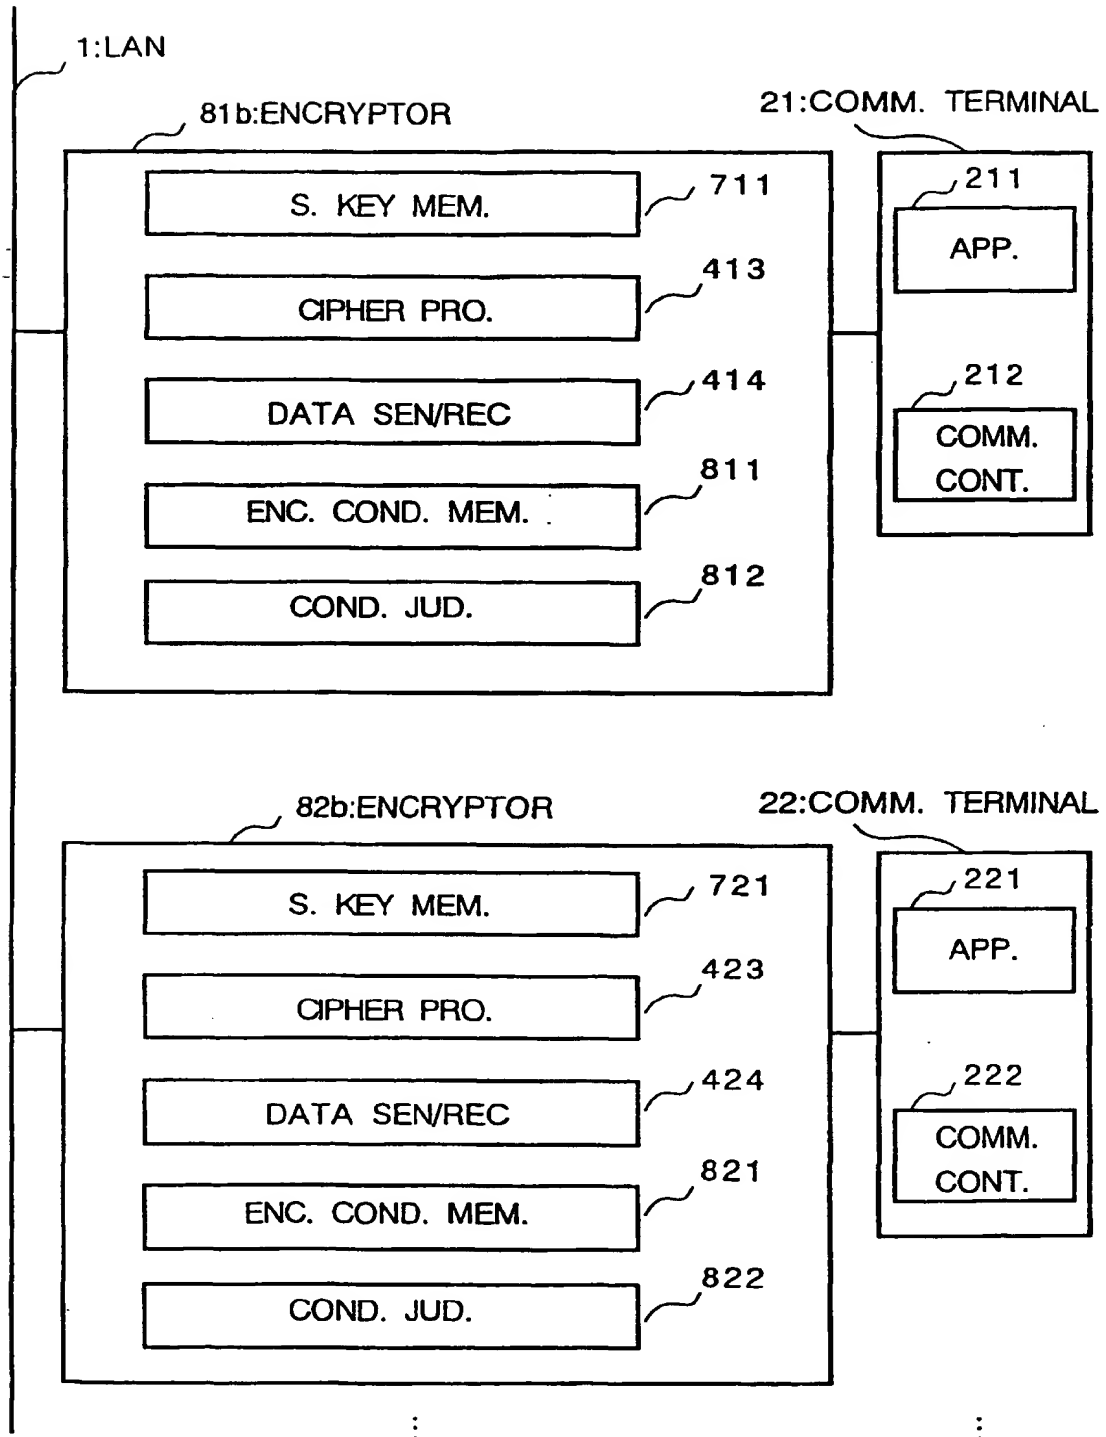 1:LAN
81b:ENCRYPTOR
21:COMM. TERMINAL
S. KEY MEM.
711
CIPHER PRO.
413
DATA SEN/REC
414
ENC. COND. MEM.
811
COND. JUD.
812
211
APP.
212
COMM.
CONT.
82b:ENCRYPTOR
22:COMM. TERMINAL
S. KEY MEM.
721
CIPHER PRO.
423
DATA SEN/REC
424
ENC. COND. MEM.
821
COND. JUD.
822
221
APP.
222
COMM.
CONT.